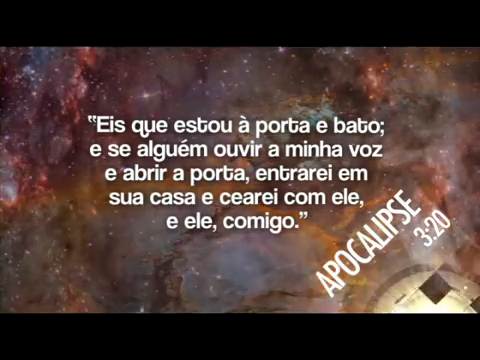 “Eis que estou à porta e bato;
e se alguém ouvir a minha voz
e abrir a porta, entrarei em
sua casa e cearei com ele,
e ele, comigo.”
APOCALIPSE
3:20